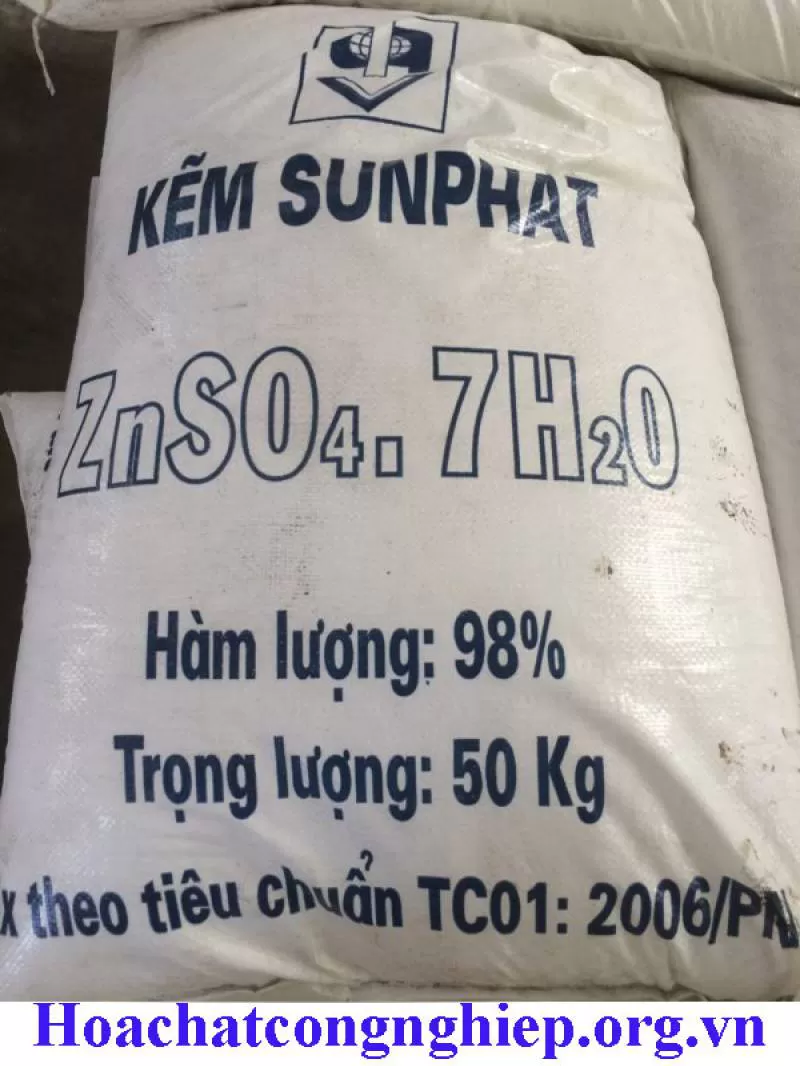 KẼM SUNPHAT
ZnSO₄. 7H₂O
Hàm lượng: 98%
Trọng lượng: 50 Kg
x theo tiêu chuẩn TC01: 2006/PN
Hoachatcongnghiep.org.vn